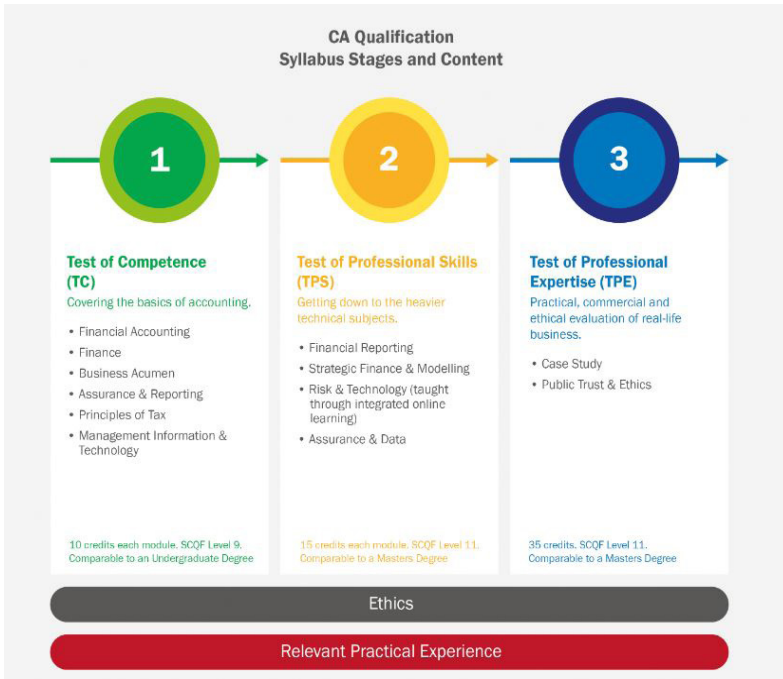 CA Qualification
Syllabus Stages and Content
1
Test of Competence
(TC)
Covering the basics of accounting.
• Financial Accounting
• Finance
• Business Acumen
• Assurance & Reporting
• Principles of Tax
• Management Information &
Technology
10 credits each module. SCQF Level 9.
Comparable to an Undergraduate Degree
2
Test of Professional Skills
(TPS)
Getting down to the heavier
technical subjects.
• Financial Reporting
• Strategic Finance & Modelling
• Risk & Technology (taught
through integrated online
learning)
• Assurance & Data
15 credits each module. SCQF Level 11.
Comparable to a Masters Degree
3
Test of Professional
Expertise (TPE)
Practical, commercial and
ethical evaluation of real-life
business.
• Case Study
• Public Trust & Ethics
35 credits. SCQF Level 11.
Comparable to a Masters Degree
Ethics
Relevant Practical Experience